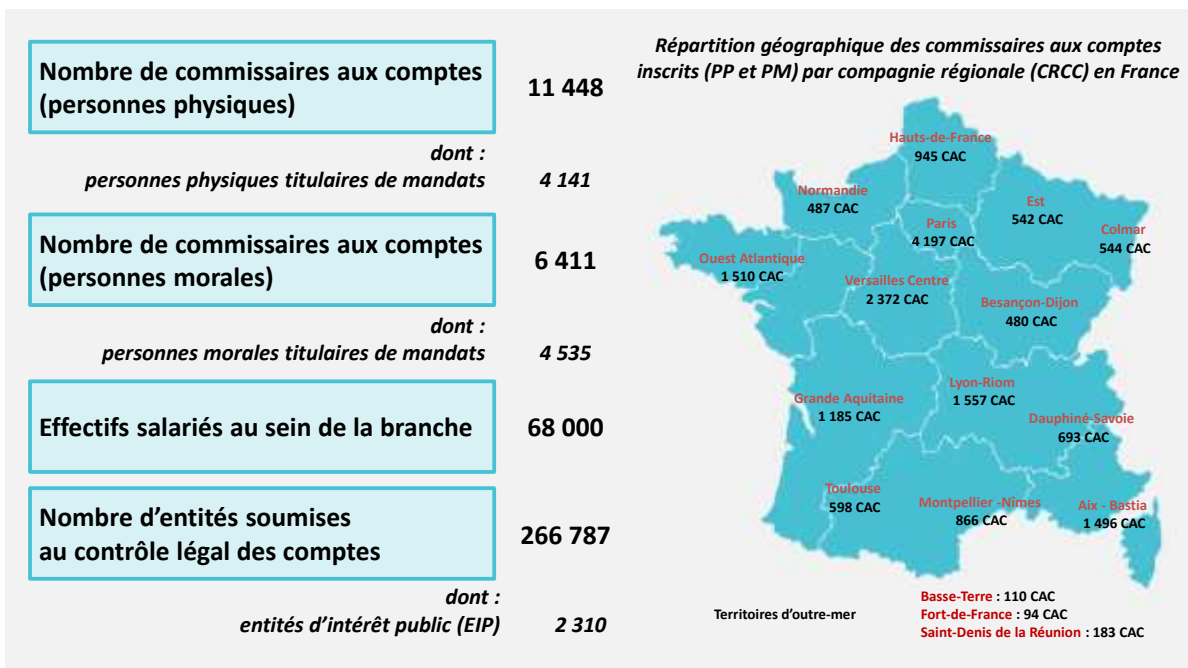 Nombre de commissaires aux comptes
(personnes physiques)
11 448
dont :
personnes physiques titulaires de mandats
4 141
Nombre de commissaires aux comptes
(personnes morales)
6 411
dont :
personnes morales titulaires de mandats
4 535
Effectifs salariés au sein de la branche
68 000
Nombre d’entités soumises
au contrôle légal des comptes
266 787
dont :
entités d’intérêt public (EIP)
2 310
Répartition géographique des commissaires aux comptes
inscrits (PP et PM) par compagnie régionale (CRCC) en France
Hauts-de-France
945 CAC
Normandie
487 CAC
Est
542 CAC
Paris
4 197 CAC
Colmar
544 CAC
Ouest Atlantique
1 510 CAC
Versailles Centre
2 372 CAC
Besançon-Dijon
480 CAC
Lyon-Riom
1 557 CAC
Grande Aquitaine
1 185 CAC
Dauphiné-Savoie
693 CAC
Toulouse
598 CAC
Montpellier -Nîmes
866 CAC
Aix - Bastia
1 496 CAC
Territoires d’outre-mer
Basse-Terre : 110 CAC
Fort-de-France : 94 CAC
Saint-Denis de la Réunion : 183 CAC